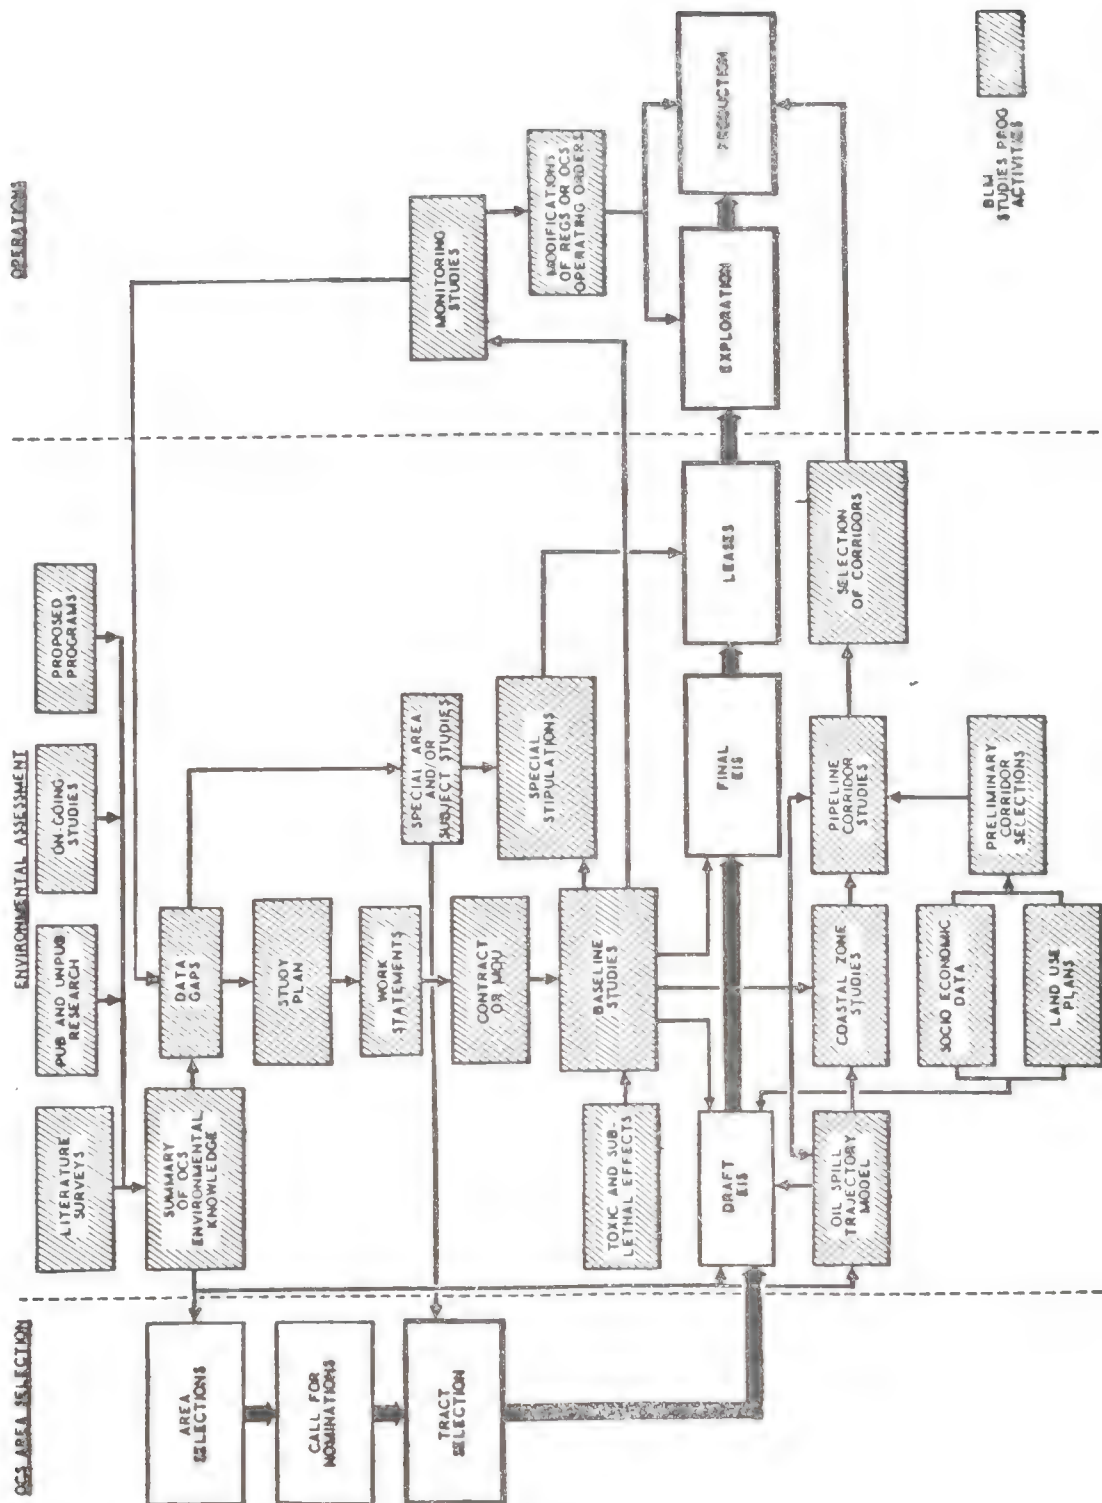 OCS AREA SELECTION
ENVIRONMENTAL ASSESSMENT
OPERATIONS
LITERATURE
SURVEYS
PUB AND UNPUB
RESEARCH
ON-GOING
STUDIES
PROPOSED
PROGRAMS
AREA
SELECTIONS
SUMMARY
OF OCS
ENVIRONMENTAL
KNOWLEDGE
DATA
GAPS
CALL FOR
NOMINATIONS
STUDY
PLAN
TRACT
SELECTION
WORK
STATEMENTS
SPECIAL AREA
AND/OR
SUBJECT STUDIES
MONITORING
STUDIES
CONTRACT
OR MOU
SPECIAL
STIPULATIONS
MODIFICATIONS
OF REGS OR OCS
OPERATING ORDERS
TOXIC AND SUB-
LETHAL EFFECTS
BASELINE
STUDIES
DRAFT
EIS
FINAL
EIS
LEASES
EXPLORATION
PRODUCTION
OIL SPILL
TRAJECTORY
MODEL
COASTAL ZONE
STUDIES
PIPELINE
CORRIDOR
STUDIES
SELECTION
OF CORRIDORS
SOCIO ECONOMIC
DATA
LAND USE
PLANS
PRELIMINARY
CORRIDOR
SELECTIONS
BLM
STUDIES PROG
ACTIVITIES